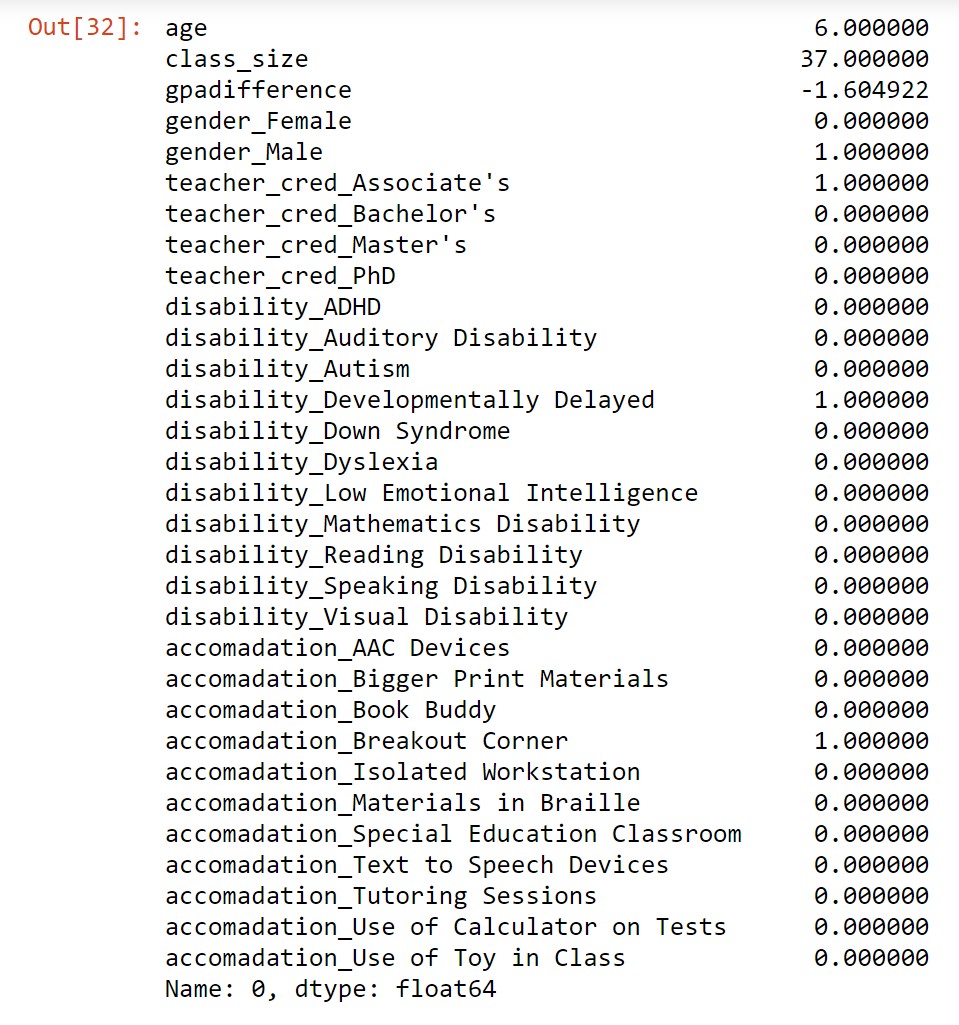 Out[32]: age 6.000000
class_size 37.000000
gpadifference -1.604922
gender_Female 0.000000
gender_Male 1.000000
teacher_cred_Associate's 1.000000
teacher_cred_Bachelor's 0.000000
teacher_cred_Master's 0.000000
teacher_cred_PhD 0.000000
disability_ADHD 0.000000
disability_Auditory Disability 0.000000
disability_Autism 0.000000
disability_Developmentally Delayed 1.000000
disability_Down Syndrome 0.000000
disability_Dyslexia 0.000000
disability_Low Emotional Intelligence 0.000000
disability_Mathematics Disability 0.000000
disability_Reading Disability 0.000000
disability_Speaking Disability 0.000000
disability_Visual Disability 0.000000
accomadation_AAC Devices 0.000000
accomadation_Bigger Print Materials 0.000000
accomadation_Book Buddy 0.000000
accomadation_Breakout Corner 1.000000
accomadation_Isolated Workstation 0.000000
accomadation_Materials in Braille 0.000000
accomadation_Special Education Classroom 0.000000
accomadation_Text to Speech Devices 0.000000
accomadation_Tutoring Sessions 0.000000
accomadation_Use of Calculator on Tests 0.000000
accomadation_Use of Toy in Class 0.000000
Name: 0, dtype: float64